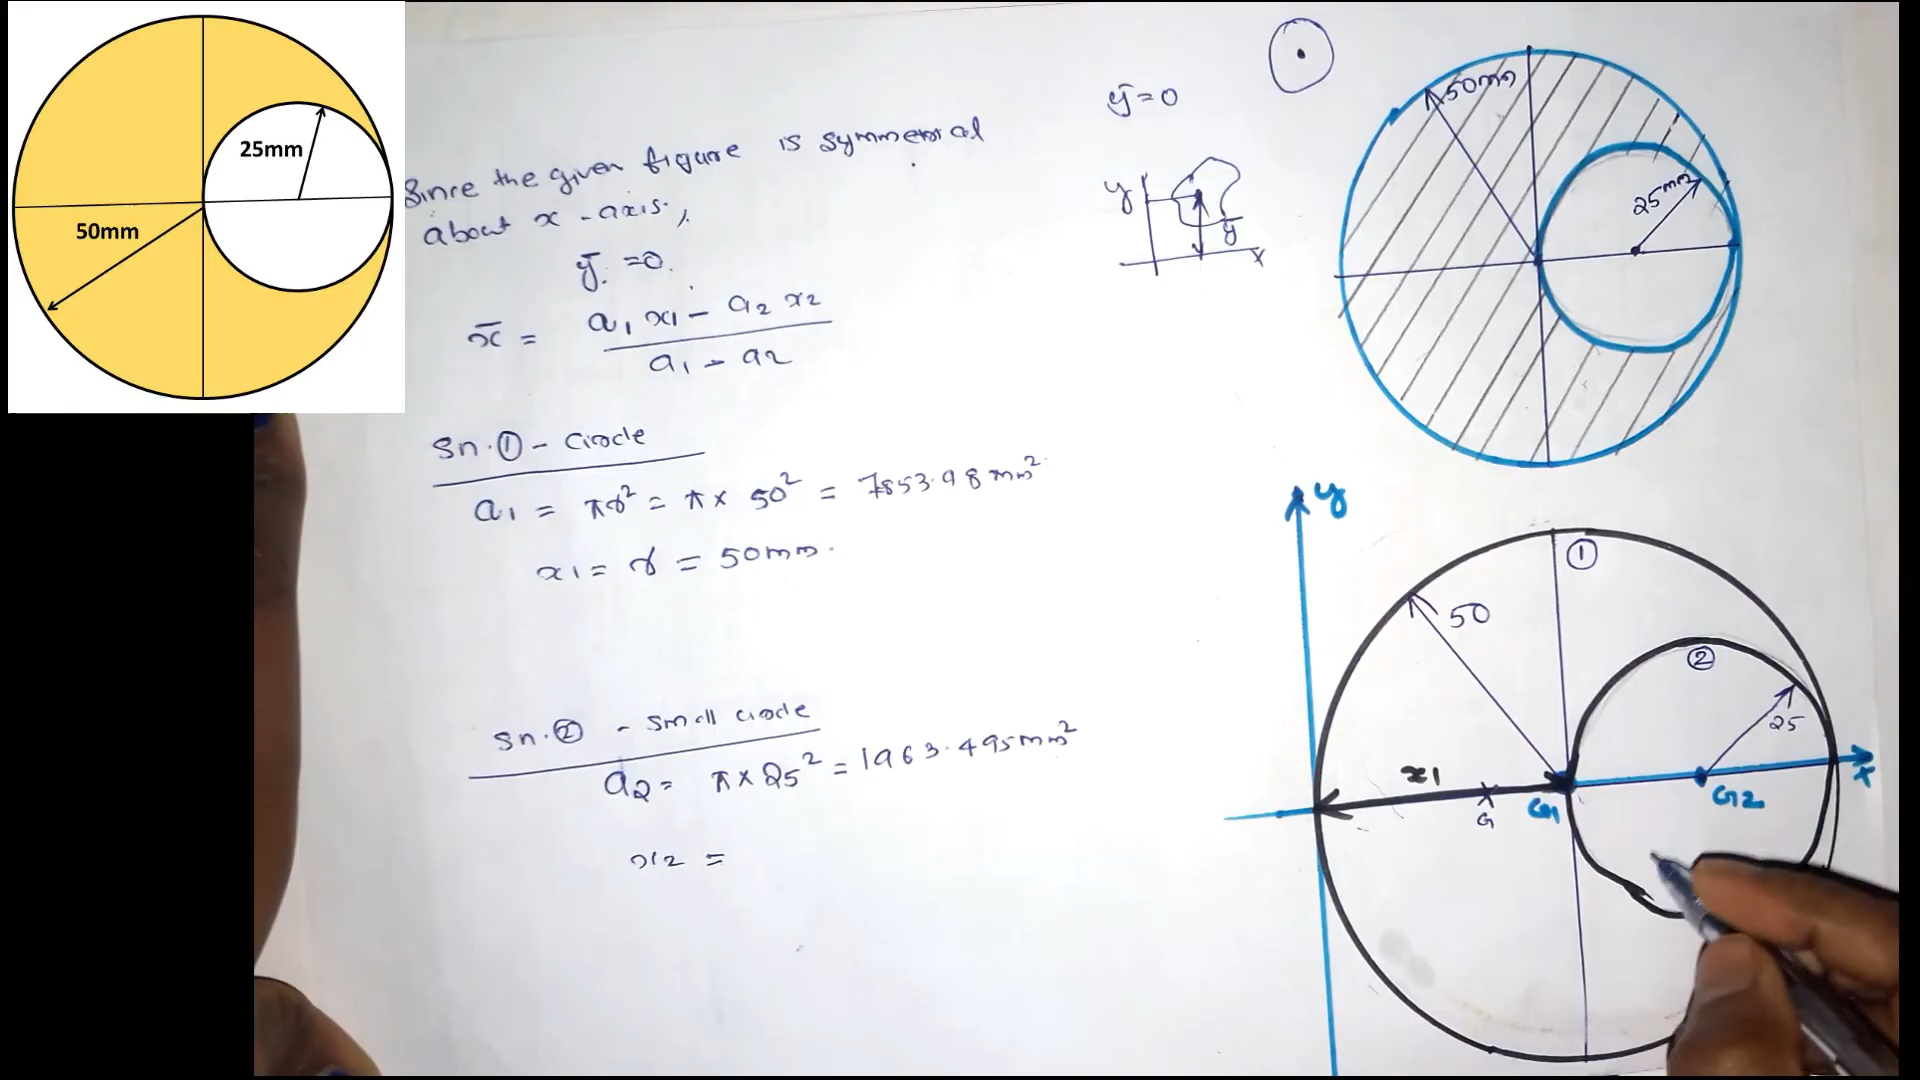 25mm
50mm
Since the given figure is symmetrial
about x-axis,
ȳ = 0
x̄ = a1 x1 - a2 x2
a1 - a2
Sn. ① - Circle
a1 = πr² = π x 50² = 7853.98 mm²
x1 = r = 50mm.
Sn. ② - Small circle
a2 = π x 25² = 1963.495 mm²
x2 =
ȳ = 0
y
ȳ
x
50mm
25mm
y
①
50
②
25
x1
G
G1
G2
x